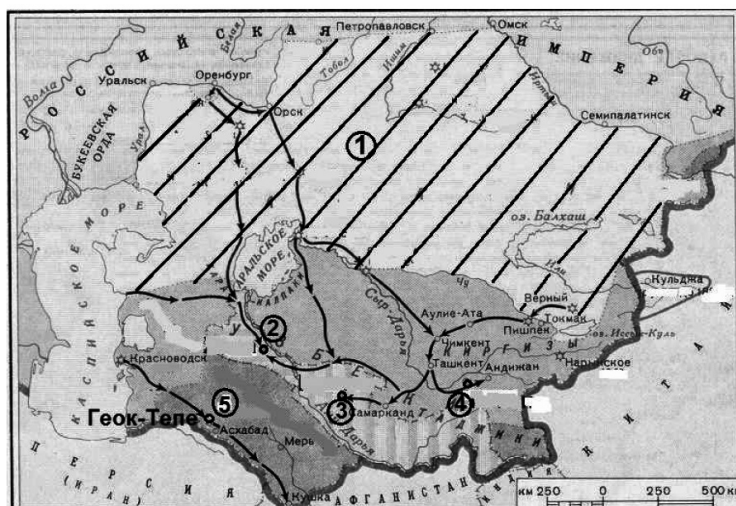 Петропавловск
Омск
РОССИЙСКАЯ
ИМПЕРИЯ
Белая
Тобол
Ишим
Иртыш
Обь
Волга
Уральск
Оренбург
Орск
Семипалатинск
БУКЕЕВСКАЯ
ОРДА
Урал
1
оз. Балхаш
Или
КАСПИЙСКОЕ МОРЕ
АРАЛЬСКОЕ
МОРЕ
Сыр-Дарья
Чу
Кульджа
Верный
Аулие-Ата
Токмак
Пишпек
оз. Иссык-Куль
Чимкент
КИРГИЗЫ
Нарынское
2
УЗБЕК
Красноводск
Ташкент
Андижан
КИТАЙ
Геок-Тепе
5
3
4
Самарканд
ТАДЖИКИ
Асхабад
Мерь
ПЕРСИЯ
(ИРАН)
Кушка
АФГАНИСТАН
км 250 0 250 500 км